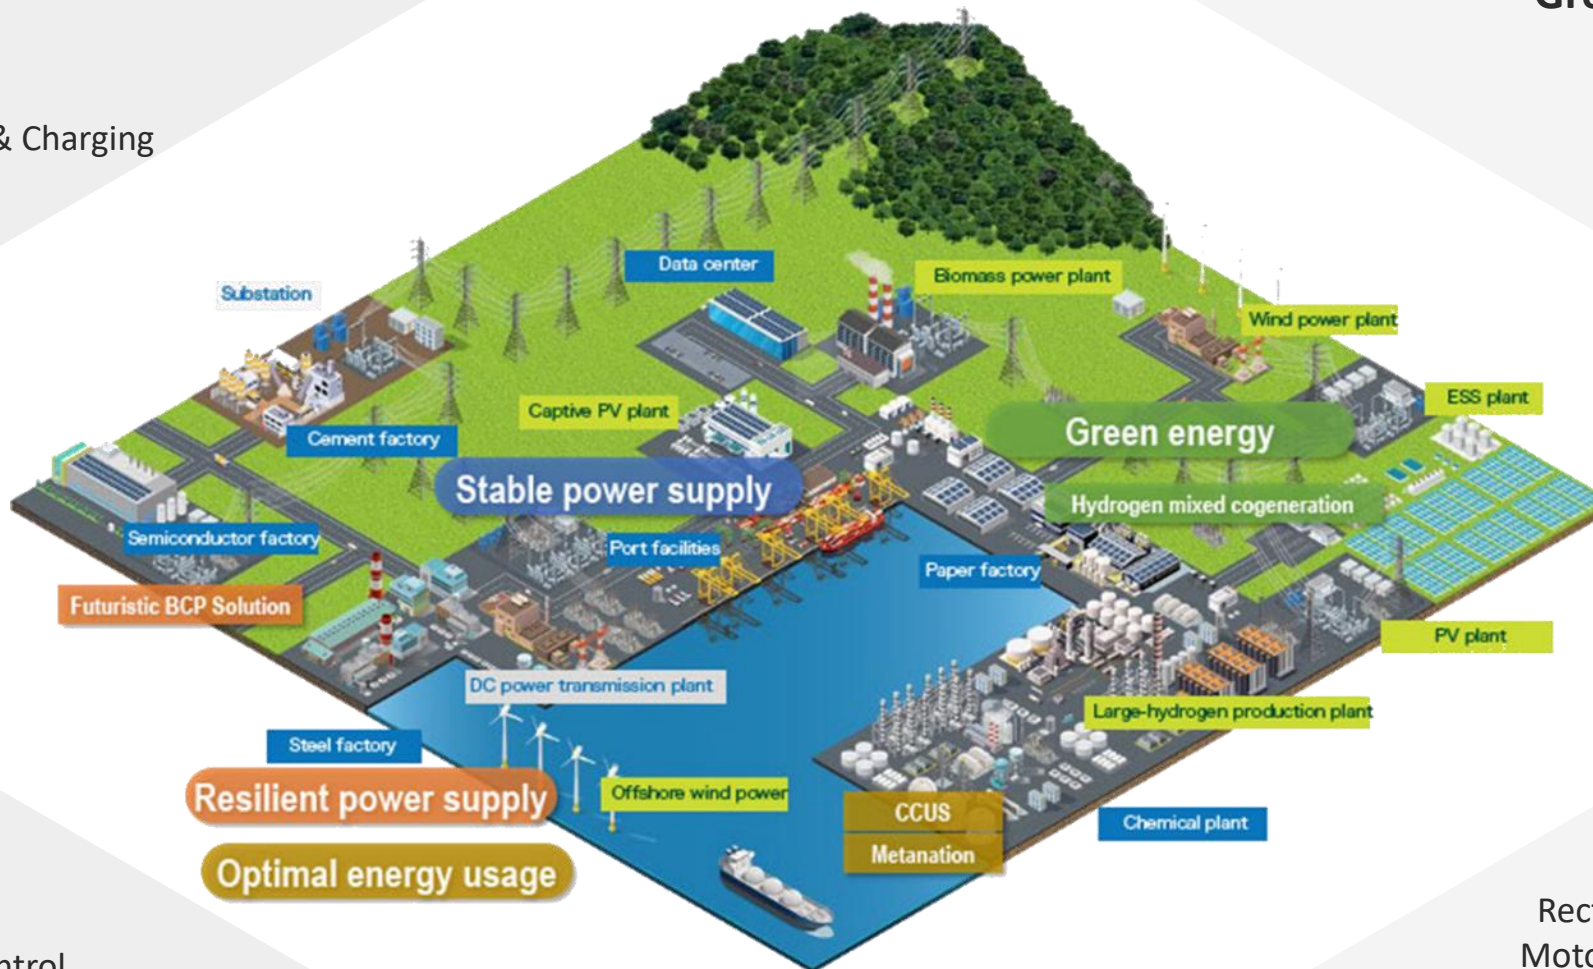 & Charging
Data center
Biomass power plant
Substation
Wind power plant
ESS plant
Captive PV plant
Green energy
Cement factory
Stable power supply
Hydrogen mixed cogeneration
Semiconductor factory
Port facilities
Paper factory
Futuristic BCP Solution
PV plant
DC power transmission plant
Large-hydrogen production plant
Steel factory
Resilient power supply
Offshore wind power
CCUS
Chemical plant
Metanation
Optimal energy usage